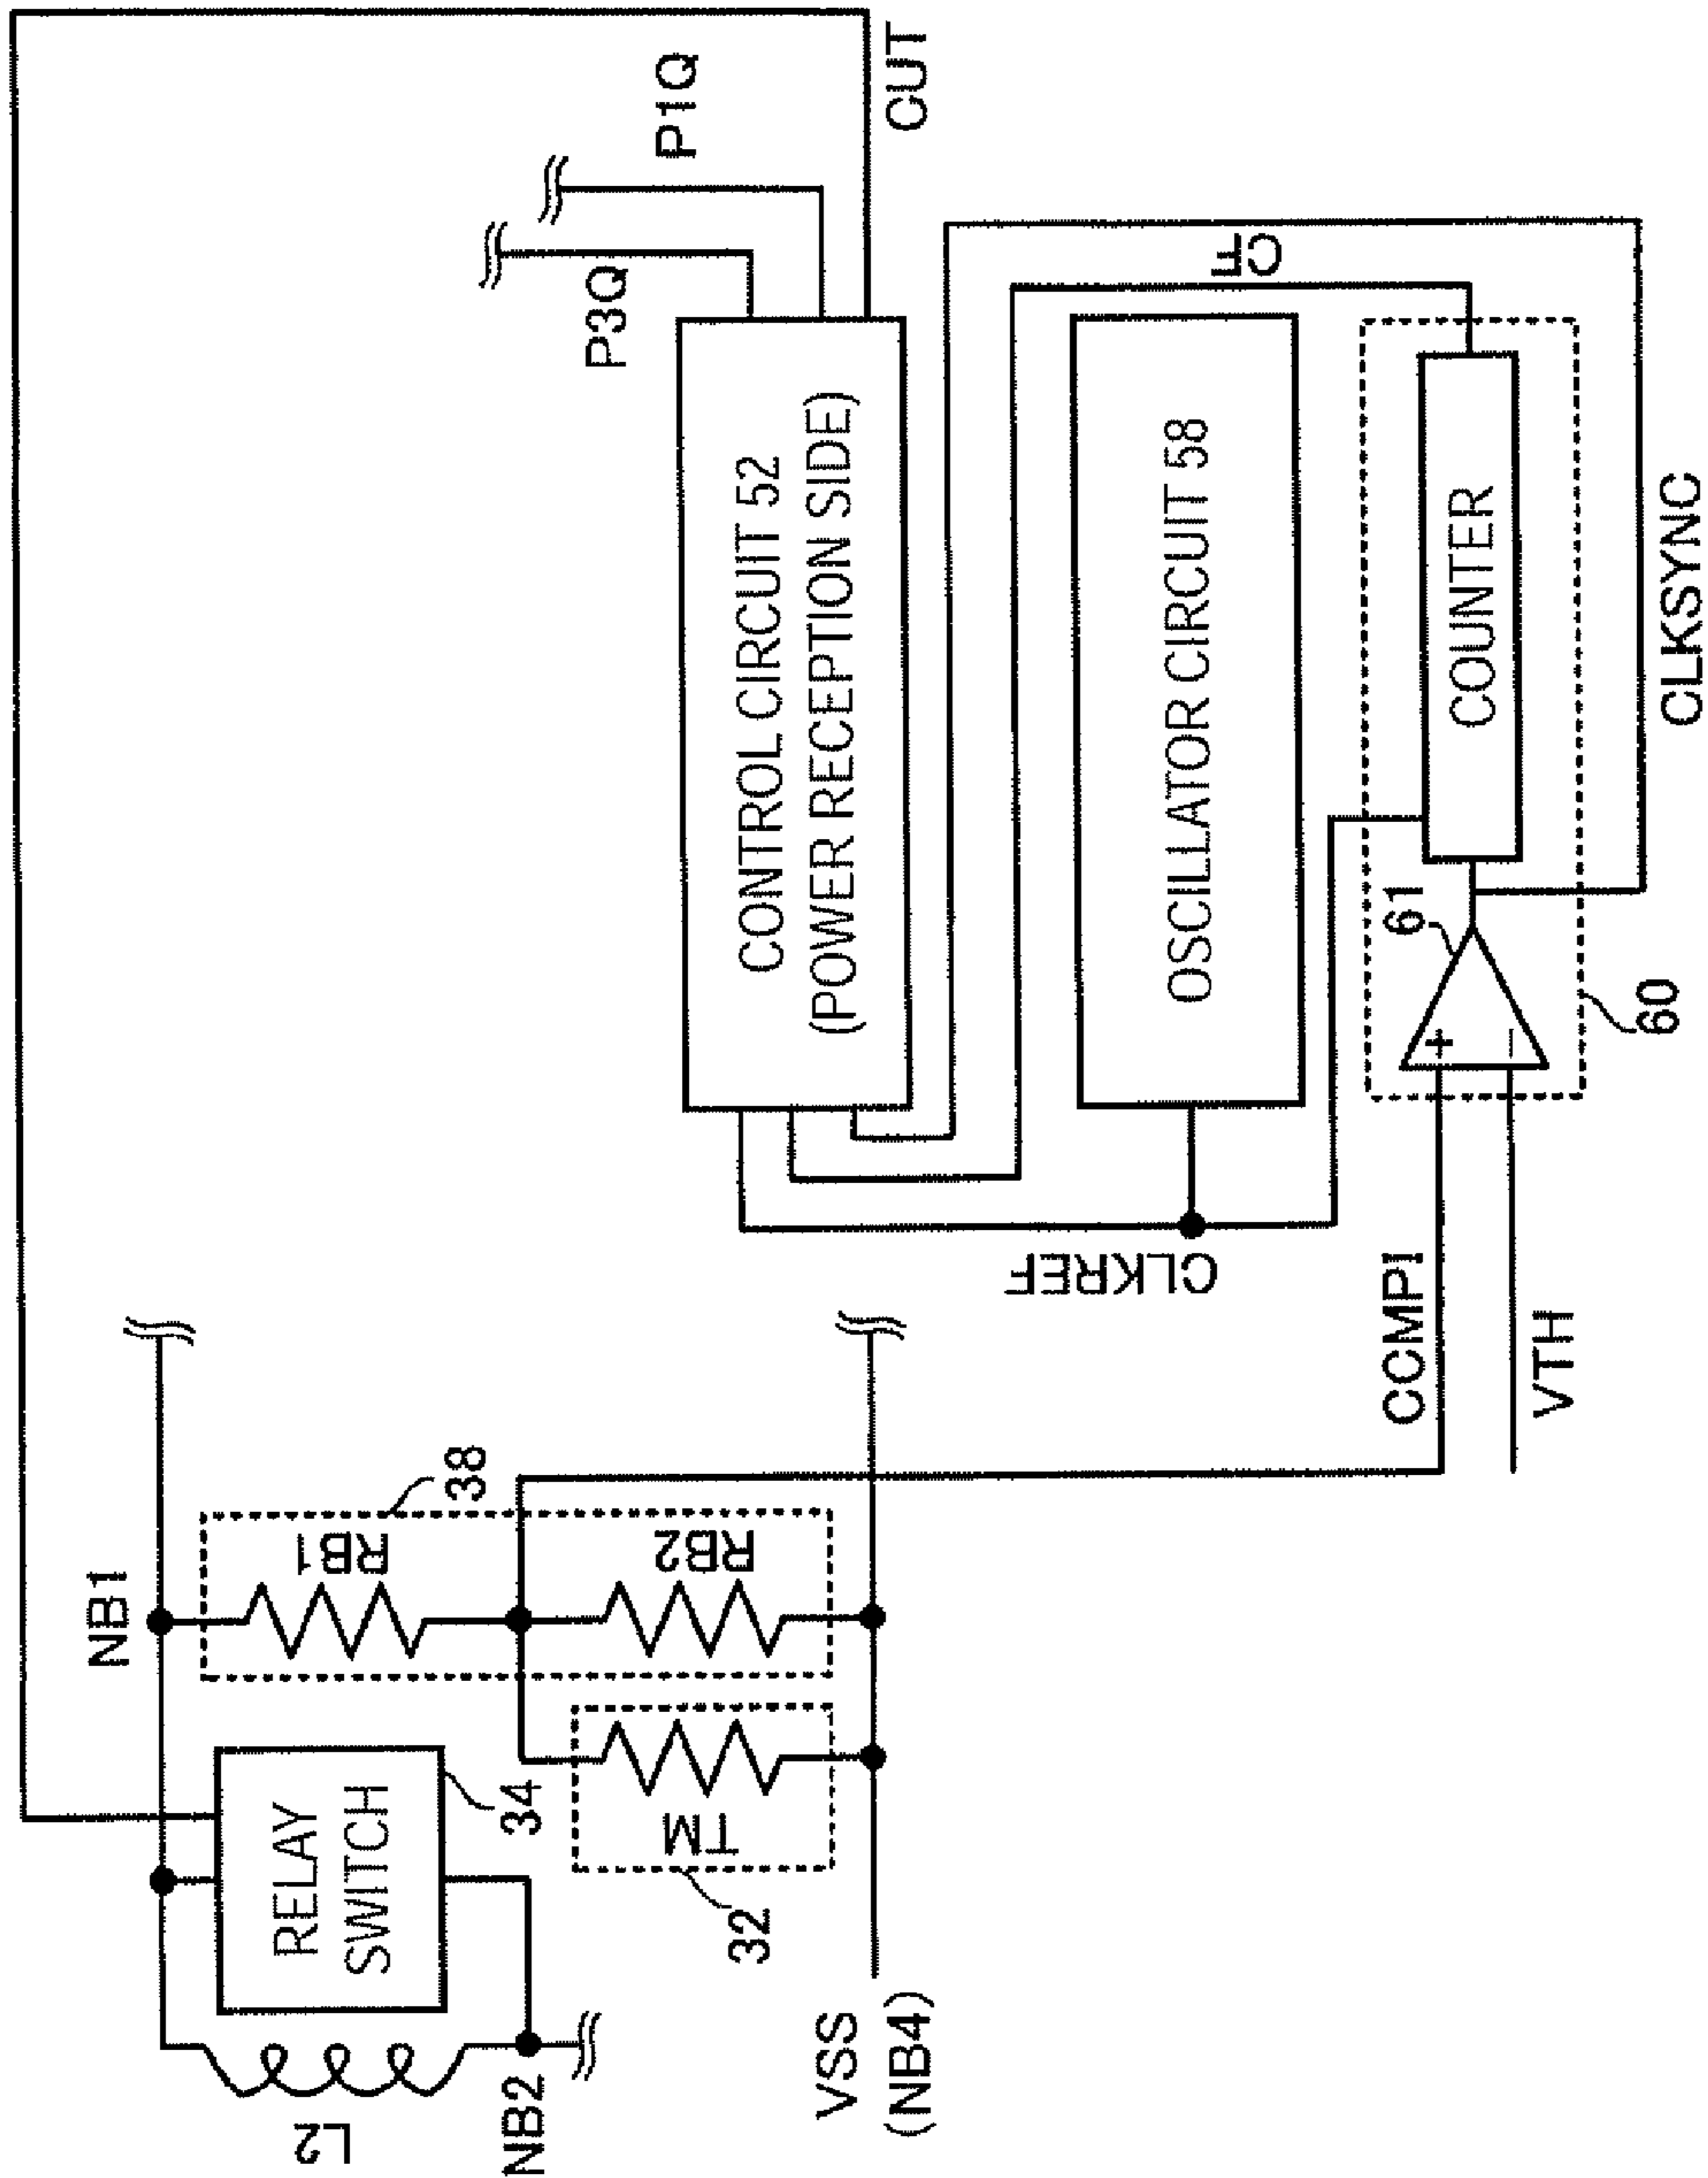 L2
NB2
RELAY
SWITCH
34
NB1
RB1
RB2
38
TM
32
VSS
(NB4)
CUT
P1Q
P3Q
CONTROL CIRCUIT 52
(POWER RECEPTION SIDE)
CF
CLKREF
OSCILLATOR CIRCUIT 58
CCMPI
VTH
+
−
61
COUNTER
60
CLKSYNC